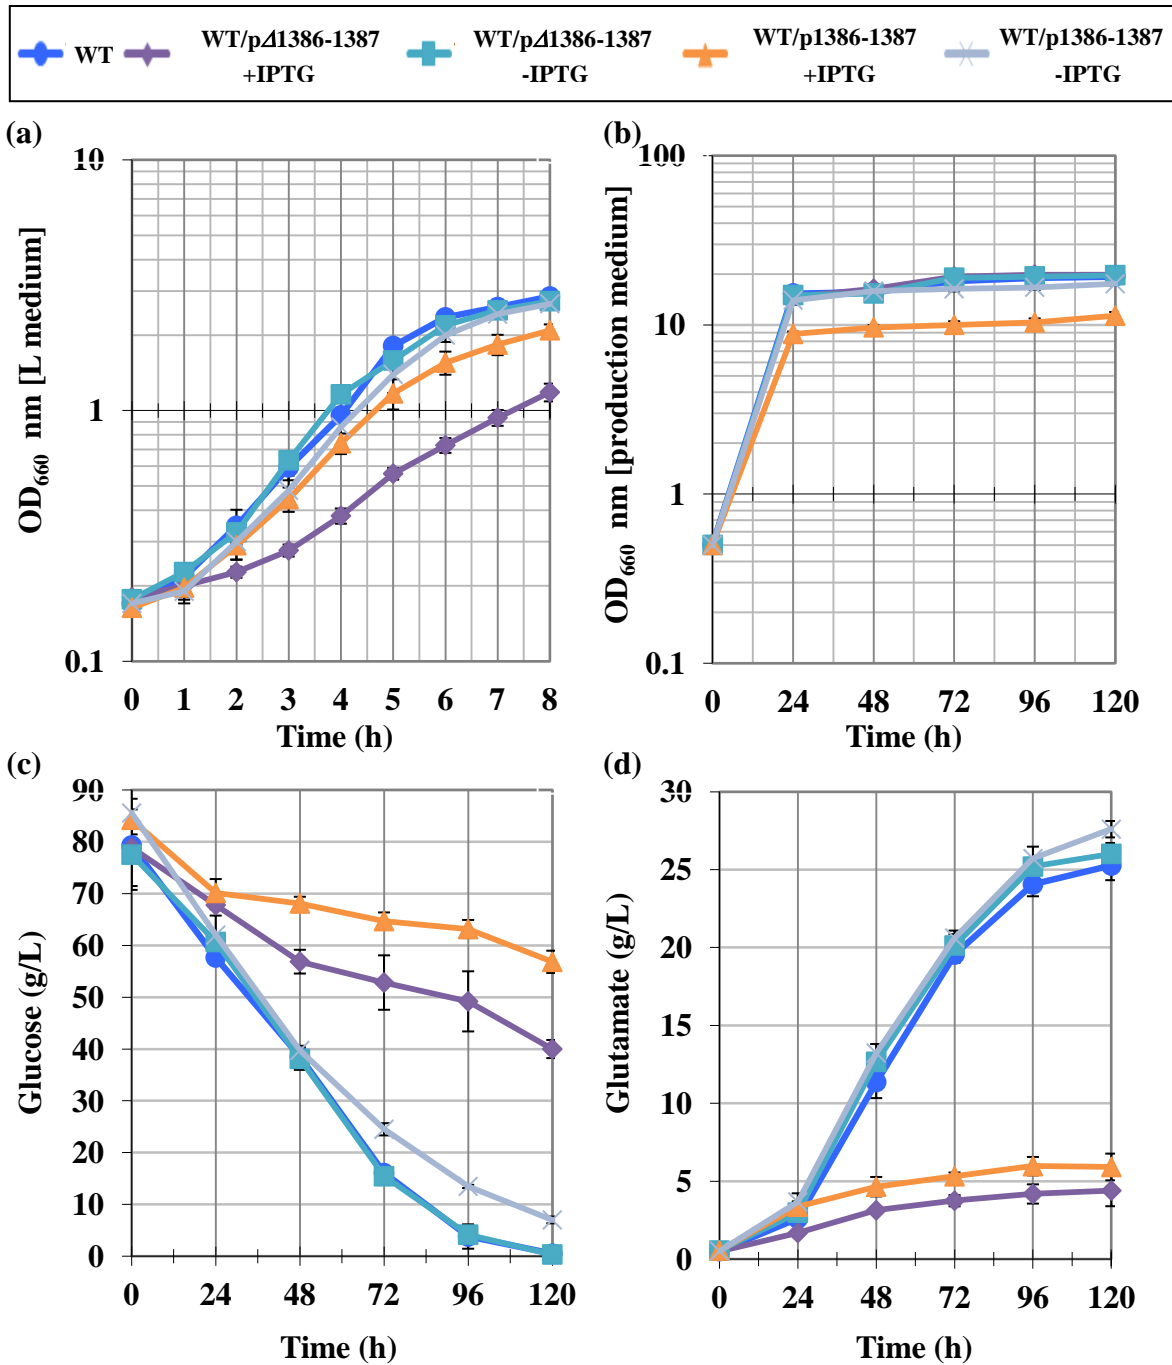 WT
WT/pΔ1386-1387
+IPTG
WT/pΔ1386-1387
-IPTG
WT/p1386-1387
+IPTG
WT/p1386-1387
-IPTG
(a)
10
1
0.1
OD660 nm [L medium]
0 1 2 3 4 5 6 7 8
Time (h)
(b)
100
10
1
0.1
OD660 nm [production medium]
0 24 48 72 96 120
Time (h)
(c)
90
80
70
60
50
40
30
20
10
0
Glucose (g/L)
0 24 48 72 96 120
Time (h)
(d)
30
25
20
15
10
5
0
Glutamate (g/L)
0 24 48 72 96 120
Time (h)